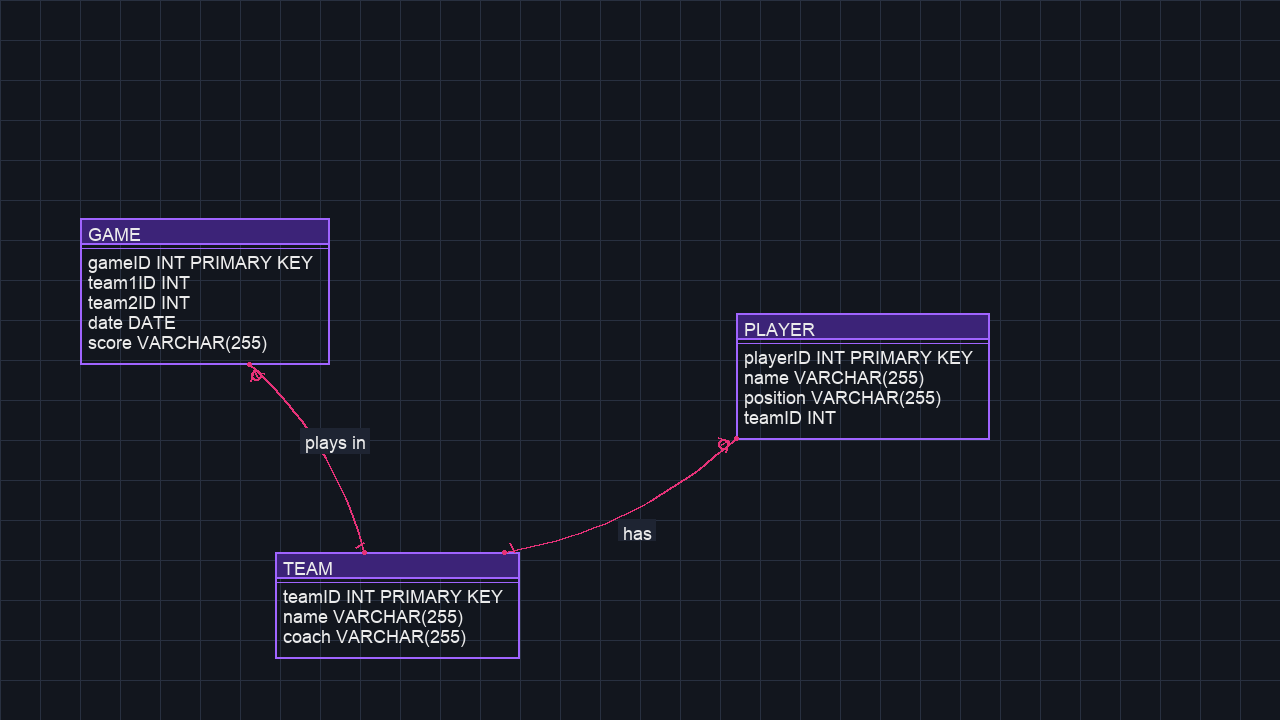 GAME
gameID INT PRIMARY KEY
team1ID INT
team2ID INT
date DATE
score VARCHAR(255)
PLAYER
playerID INT PRIMARY KEY
name VARCHAR(255)
position VARCHAR(255)
teamID INT
plays in
has
TEAM
teamID INT PRIMARY KEY
name VARCHAR(255)
coach VARCHAR(255)